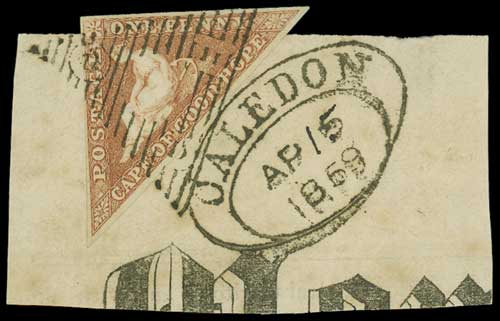 ONE PENNY
POSTAGE
CAPE OF GOOD HOPE
CALEDON
AP 15
1859